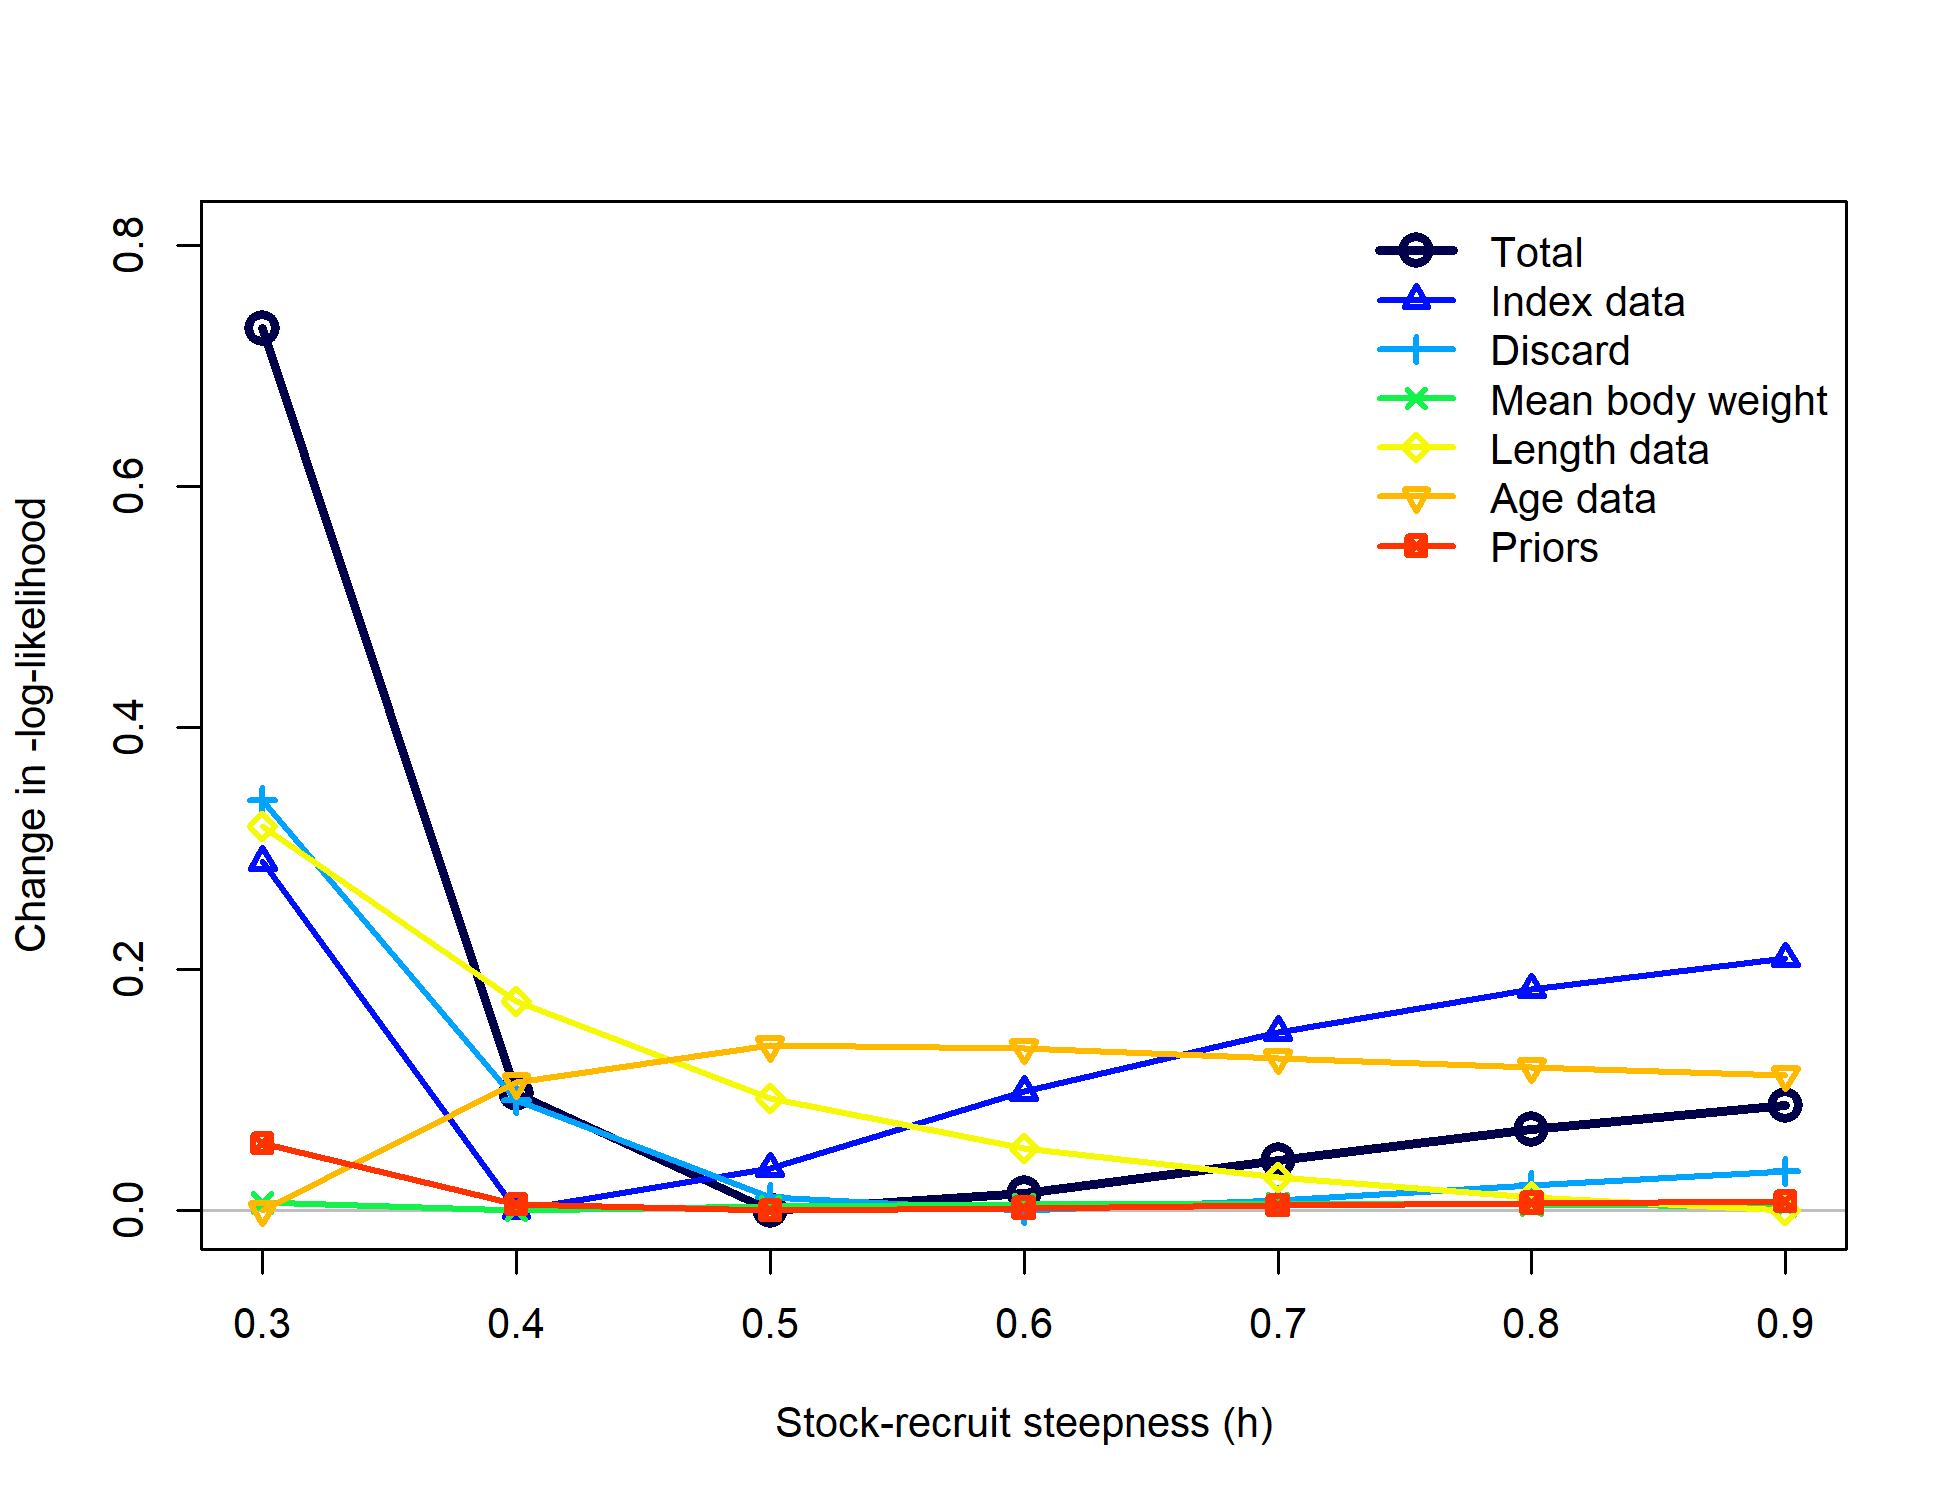 Total
Index data
Discard
Mean body weight
Length data
Age data
Priors
0.8
0.6
0.4
0.2
0.0
Change in -log-likelihood
0.3 0.4 0.5 0.6 0.7 0.8 0.9
Stock-recruit steepness (h)